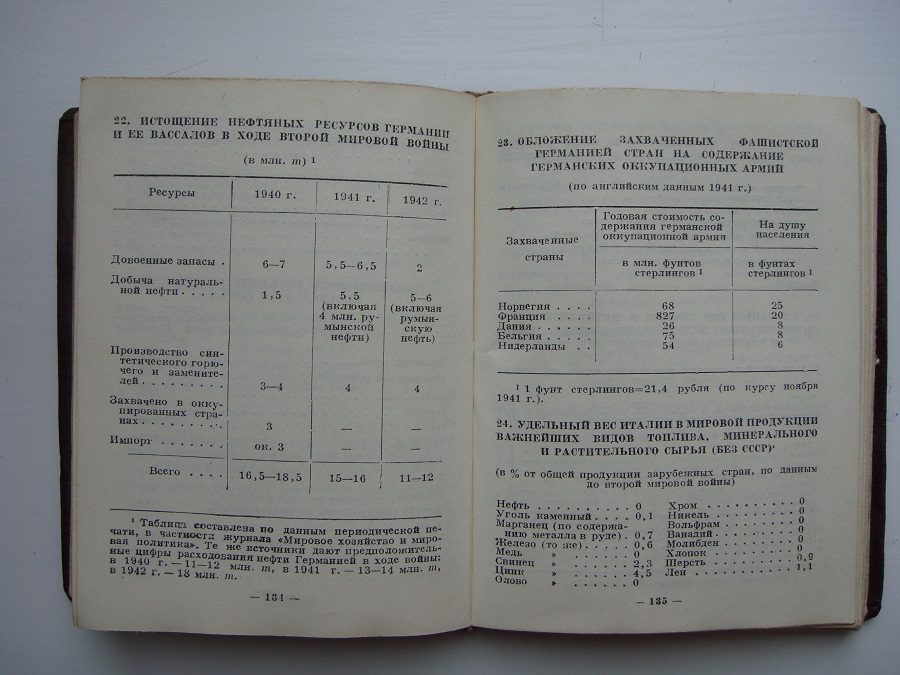 22. ИСТОЩЕНИЕ НЕФТЯНЫХ РЕСУРСОВ ГЕРМАНИИ
И ЕЕ ВАССАЛОВ В ХОДЕ ВТОРОЙ МИРОВОЙ ВОЙНЫ
(в млн. т) ¹
Ресурсы 1940 г. 1941 г. 1942 г.
Довоенные запасы . 6—7 5,5—6,5 2
Добыча натураль-
ной нефти . . . . . 1,5 5,5 5—6
(включая (включая
4 млн. ру- румын-
мынской скую
нефти) нефть)
Производство син-
тетического горю-
чего и замените-
лей . . . . . . . . . 3—4 4 4
Захвачено в окку-
пированных стра-
нах . . . . . . . . . 3 — —
Импорт . . . . . . . ок. 3 — —
Всего . . . . 16,5—18,5 15—16 11—12
¹ Таблица составлена по данным периодической пе-
чати, в частности журнала «Мировое хозяйство и миро-
вая политика». Те же источники дают предположитель-
ные цифры расходования нефти Германией в ходе войны:
в 1940 г. — 11—12 млн. т, в 1941 г. — 13—14 млн. т,
в 1942 г. — 18 млн. т.
— 134 —
23. ОБЛОЖЕНИЕ ЗАХВАЧЕННЫХ ФАШИСТСКОЙ
ГЕРМАНИЕЙ СТРАН НА СОДЕРЖАНИЕ
ГЕРМАНСКИХ ОККУПАЦИОННЫХ АРМИЙ
(по английским данным 1941 г.)
Захваченные
страны
Годовая стоимость со-
держания германской
оккупационной армии
На душу
населения
в млн. фунтов
стерлингов ¹
в фунтах
стерлингов ¹
Норвегия . . . . 68 25
Франция . . . . 827 20
Дания . . . . . . 26 8
Бельгия . . . . . 75 8
Нидерланды . . 54 6
¹ 1 фунт стерлингов=21,4 рубля (по курсу ноября
1941 г.).
24. УДЕЛЬНЫЙ ВЕС ИТАЛИИ В МИРОВОЙ ПРОДУКЦИИ
ВАЖНЕЙШИХ ВИДОВ ТОПЛИВА, МИНЕРАЛЬНОГО
И РАСТИТЕЛЬНОГО СЫРЬЯ (БЕЗ СССР)¹
(в % от общей продукции зарубежных стран, по данным
до второй мировой войны)
Нефть . . . . . . . . . . 0
Уголь каменный . . . . 0,1
Марганец (по содержа-
нию металла в руде) . 0,7
Железо (то же) . . . . . 0,6
Медь » . . . . . . 0
Свинец » . . . . . . 2,3
Цинк » . . . . . . 4,5
Олово » . . . . . . 0
Хром . . . . . . . . . . 0
Никель . . . . . . . . . 0
Вольфрам . . . . . . . 0
Ванадий . . . . . . . . 0
Молибден . . . . . . . 0
Хлопок . . . . . . . . . 0
Шерсть . . . . . . . . . 0,9
Лен . . . . . . . . . . . 1,1
— 135 —